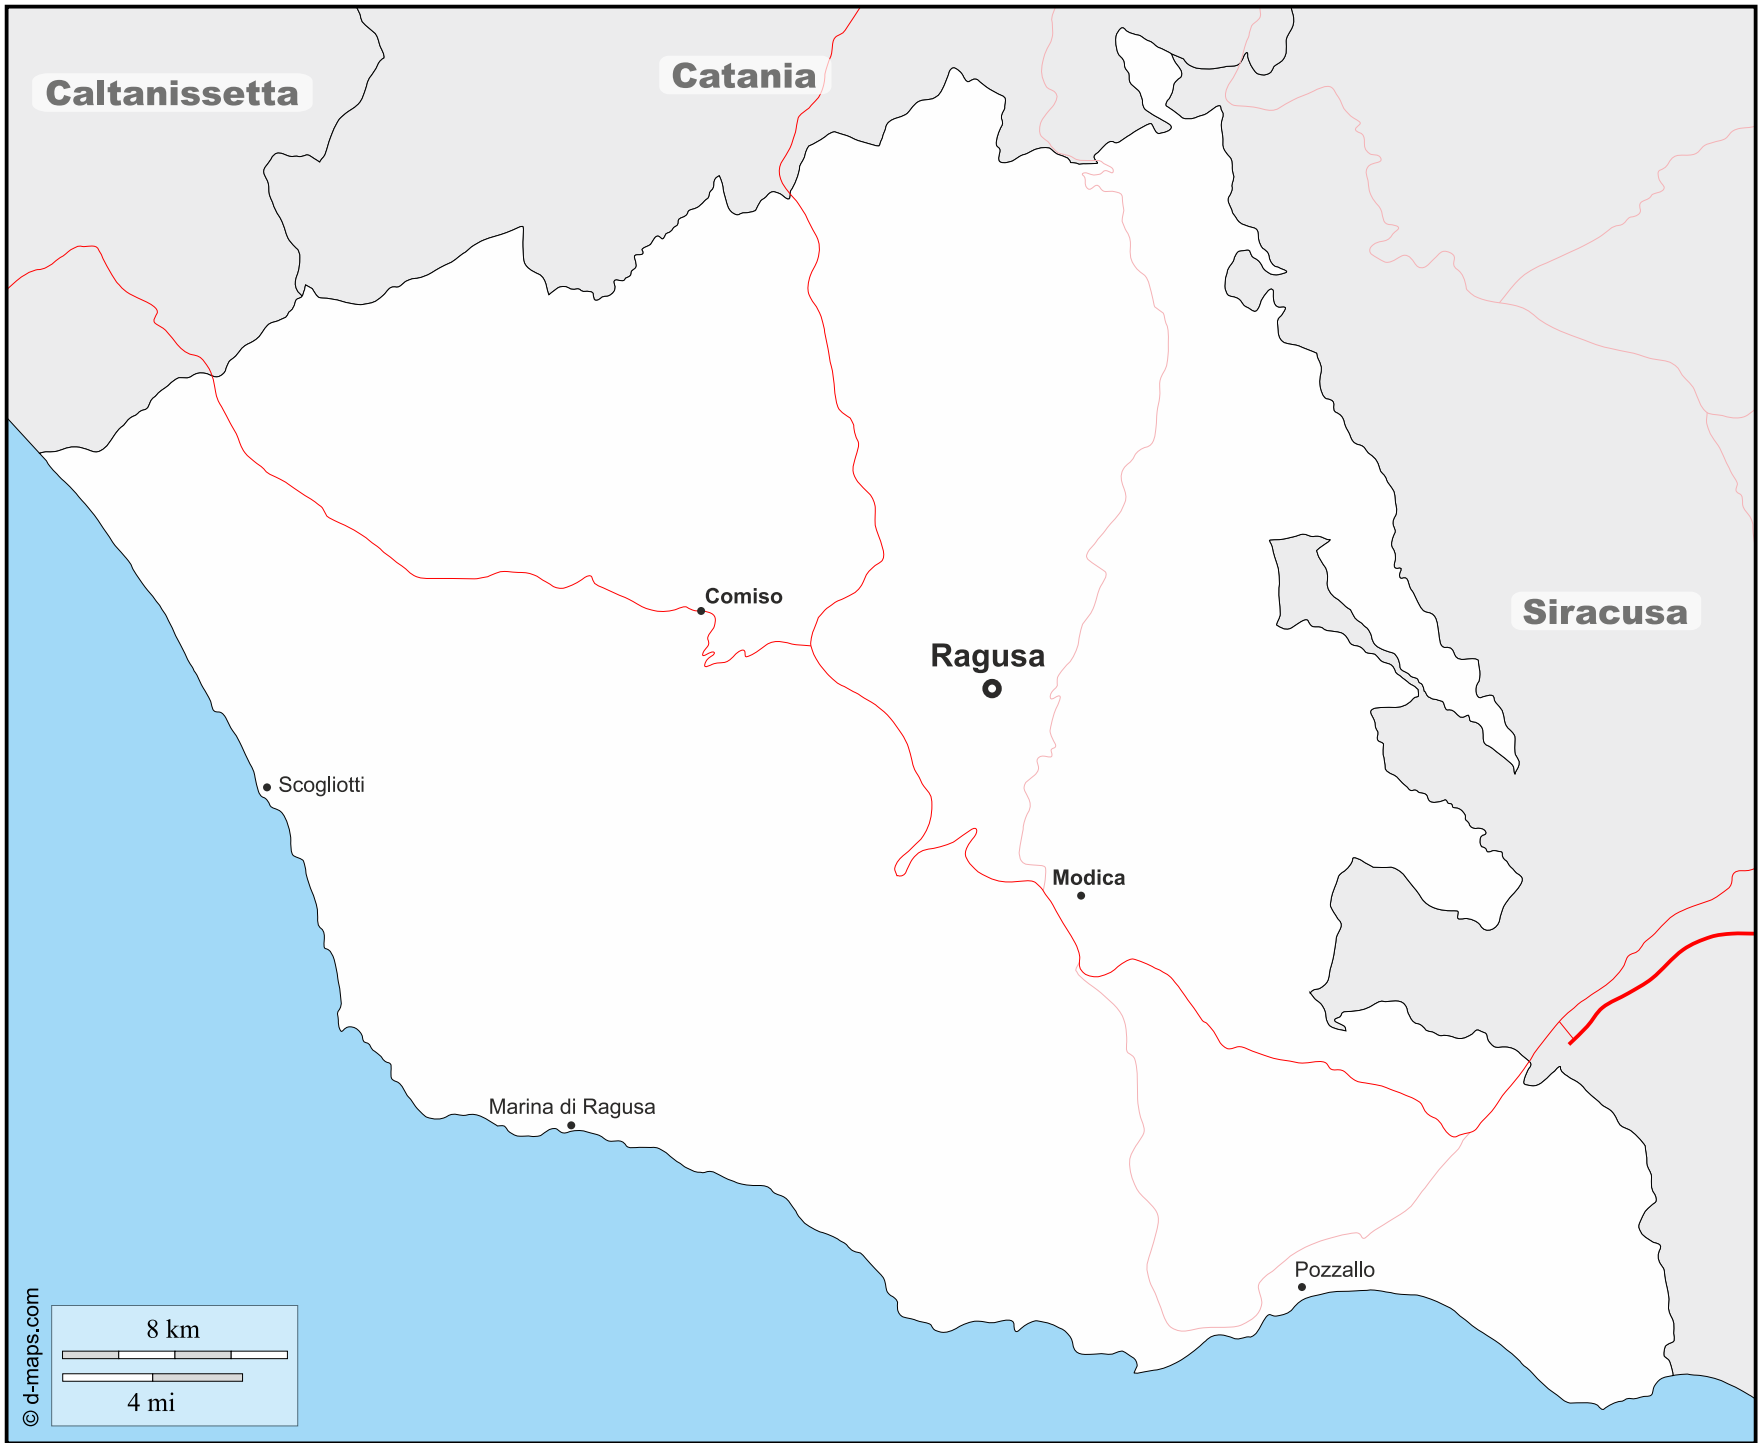 Caltanissetta
Catania
Comiso
Siracusa
Ragusa
Scogliotti
Modica
Marina di Ragusa
Pozzallo
8 km
4 mi
© d-maps.com